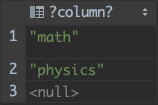 ?column?
1 "math"
2 "physics"
3 <null>